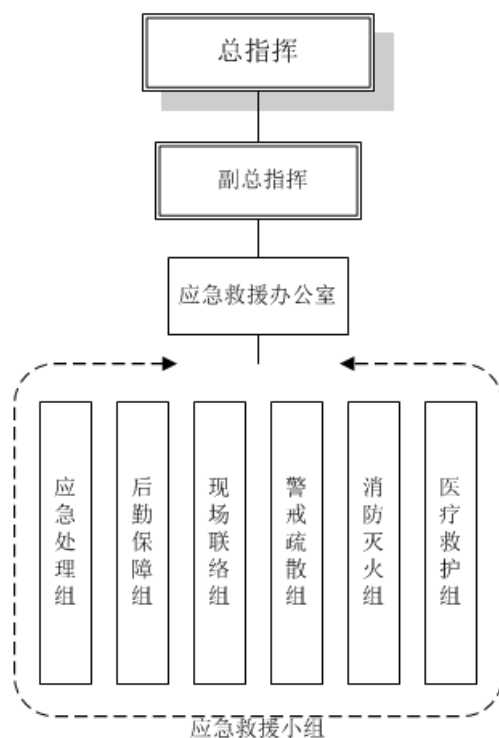 总指挥
副总指挥
应急救援办公室
应急处理组
后勤保障组
现场联络组
警戒疏散组
消防灭火组
医疗救护组
应急救援小组